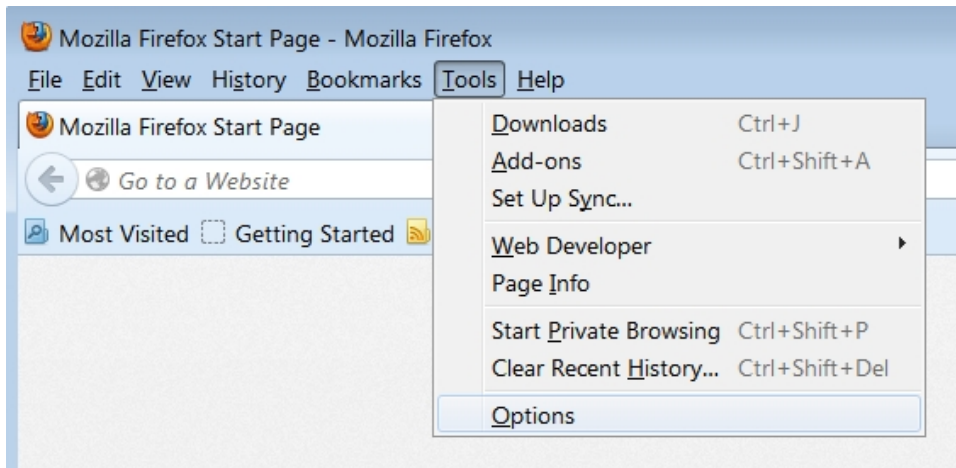 Mozilla Firefox Start Page - Mozilla Firefox
File Edit View History Bookmarks Tools Help
Mozilla Firefox Start Page
Go to a Website
Most Visited Getting Started
Downloads Ctrl+J
Add-ons Ctrl+Shift+A
Set Up Sync...
Web Developer
Page Info
Start Private Browsing Ctrl+Shift+P
Clear Recent History... Ctrl+Shift+Del
Options